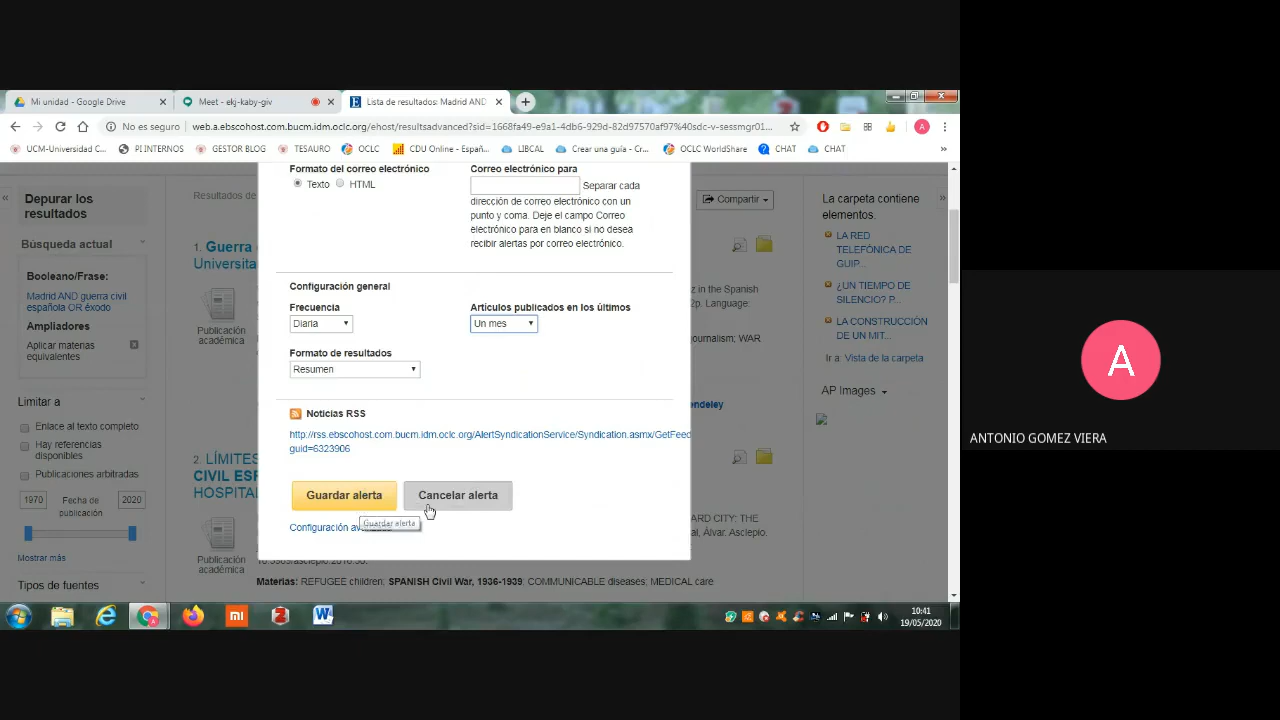 Mi unidad - Google Drive
Meet - ekj-kaby-giv
Lista de resultados: Madrid AND
No es seguro
web.b.ebscohost.com.bucm.idm.oclc.org/ehost/resultsadvanced?sid=1668fa49-e9a1-4db6-929d-82d97570af97%40sdc-v-sessmgr01...
UCM-Universidad C...
PI INTERNOS
GESTOR BLOG
TESAURO
OCLC
CDU Online - Españ...
LIBCAL
Crear una guía - Cr...
OCLC WorldShare
CHAT
CHAT
Depurar los
resultados
Búsqueda actual
Booleano/Frase:
Madrid AND guerra civil
española OR éxodo
Ampliadores
Aplicar materias
equivalentes
Limitar a
Enlace al texto completo
Hay referencias
disponibles
Publicaciones arbitradas
1970
Fecha de
publicación
2020
Mostrar más
Tipos de fuentes
Resultados de
1. Guerra
Universita
Publicación
académica
2. LÍMITES
CIVIL ESP
HOSPITAL
Publicación
académica
Formato del correo electrónico
Texto
HTML
Correo electrónico para
Separar cada
dirección de correo electrónico con un
punto y coma. Deje el campo Correo
electrónico para en blanco si no desea
recibir alertas por correo electrónico.
Configuración general
Frecuencia
Diaria
Artículos publicados en los últimos
Un mes
Formato de resultados
Resumen
Noticias RSS
http://rss.ebscohost.com.bucm.idm.oclc.org/AlertSyndicationService/Syndication.asmx/GetFeed
guid=6323906
Guardar alerta
Cancelar alerta
Guardar alerta
Materias: REFUGEE children; SPANISH Civil War, 1936-1939; COMMUNICABLE diseases; MEDICAL care
Compartir
z in the Spanish
2p. Language:
ournalism; WAR
endeley
ARD CITY: THE
l, Álvar. Asclepio.
La carpeta contiene
elementos.
LA RED
TELEFÓNICA DE
GUIP...
¿UN TIEMPO DE
SILENCIO? P...
LA CONSTRUCCIÓN
DE UN MIT...
Ir a: Vista de la carpeta
AP Images
10:41
19/05/2020
A
ANTONIO GOMEZ VIERA